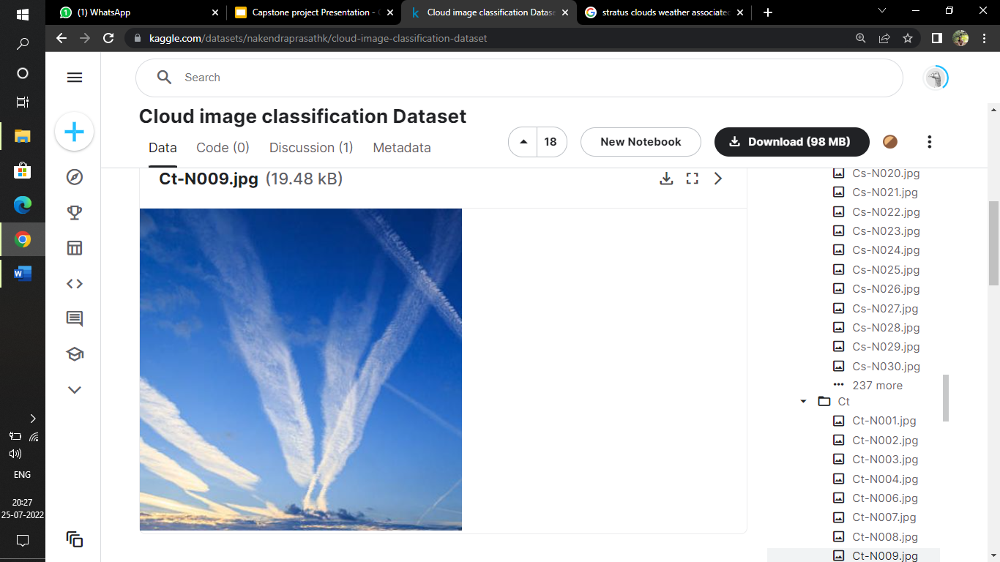 (1) WhatsApp
Capstone project Presentation -
Cloud image classification Datase
stratus clouds weather associated
kaggle.com/datasets/nakendraprasathk/cloud-image-classification-dataset
Search
Cloud image classification Dataset
Data Code (0) Discussion (1) Metadata
18
New Notebook
Download (98 MB)
Ct-N009.jpg (19.48 kB)
Cs-N020.jpg
Cs-N021.jpg
Cs-N022.jpg
Cs-N023.jpg
Cs-N024.jpg
Cs-N025.jpg
Cs-N026.jpg
Cs-N027.jpg
Cs-N028.jpg
Cs-N029.jpg
Cs-N030.jpg
237 more
Ct
Ct-N001.jpg
Ct-N002.jpg
Ct-N003.jpg
Ct-N004.jpg
Ct-N006.jpg
Ct-N007.jpg
Ct-N008.jpg
Ct-N009.jpg
ENG
20:27
25-07-2022